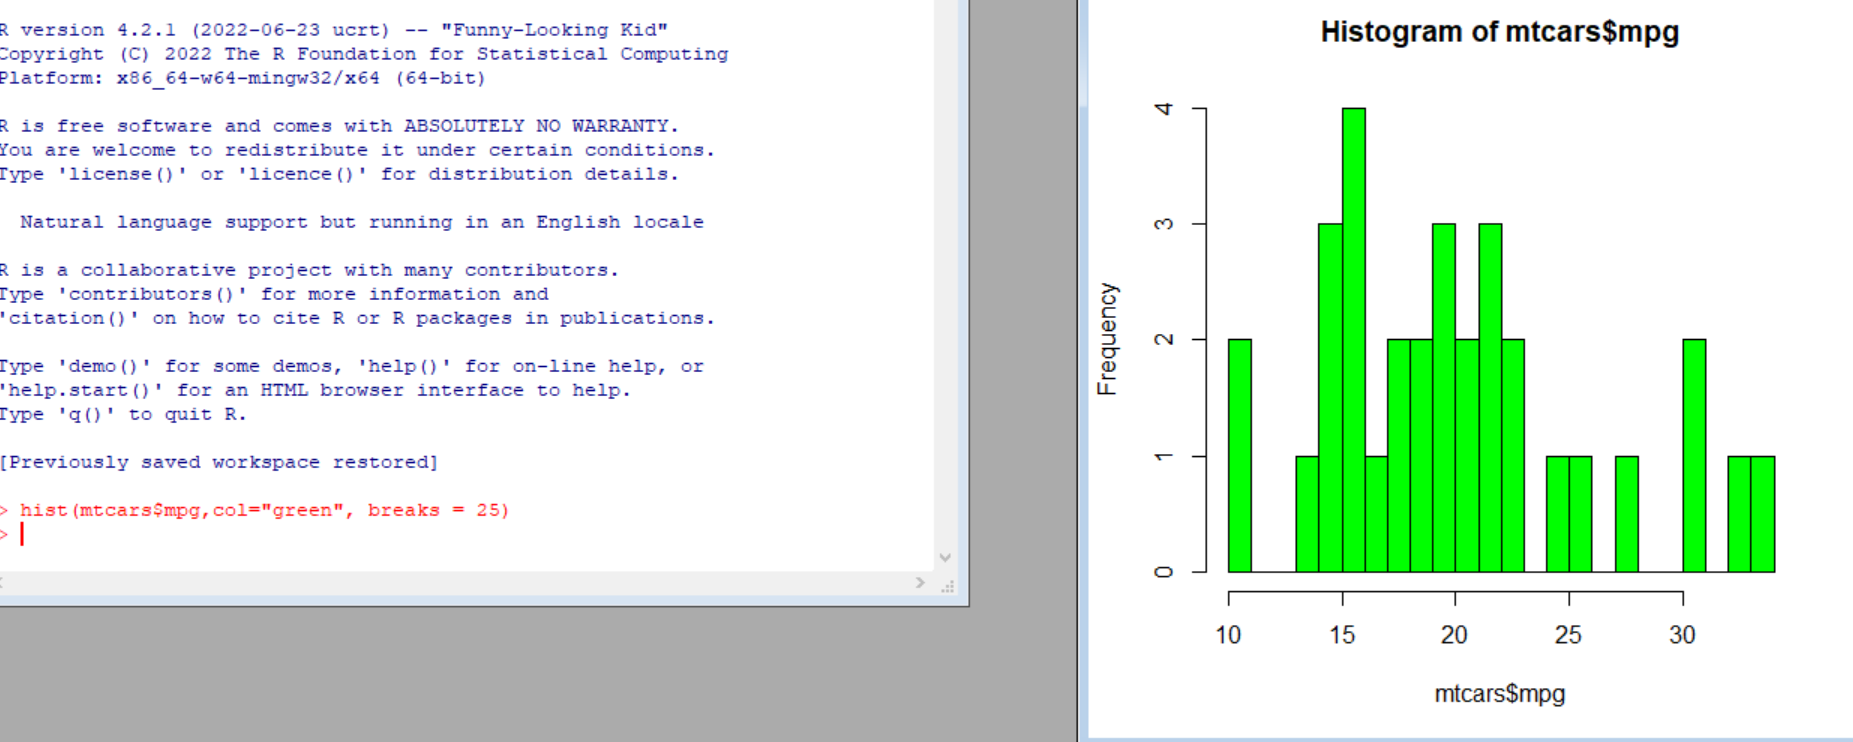 R version 4.2.1 (2022-06-23 ucrt) -- "Funny-Looking Kid"
Copyright (C) 2022 The R Foundation for Statistical Computing
Platform: x86_64-w64-mingw32/x64 (64-bit)
R is free software and comes with ABSOLUTELY NO WARRANTY.
You are welcome to redistribute it under certain conditions.
Type 'license()' or 'licence()' for distribution details.
Natural language support but running in an English locale
R is a collaborative project with many contributors.
Type 'contributors()' for more information and
'citation()' on how to cite R or R packages in publications.
Type 'demo()' for some demos, 'help()' for on-line help, or
'help.start()' for an HTML browser interface to help.
Type 'q()' to quit R.
[Previously saved workspace restored]
> hist(mtcars$mpg,col="green", breaks = 25)
>
Histogram of mtcars$mpg
Frequency
4
3
2
1
0
10 15 20 25 30
mtcars$mpg